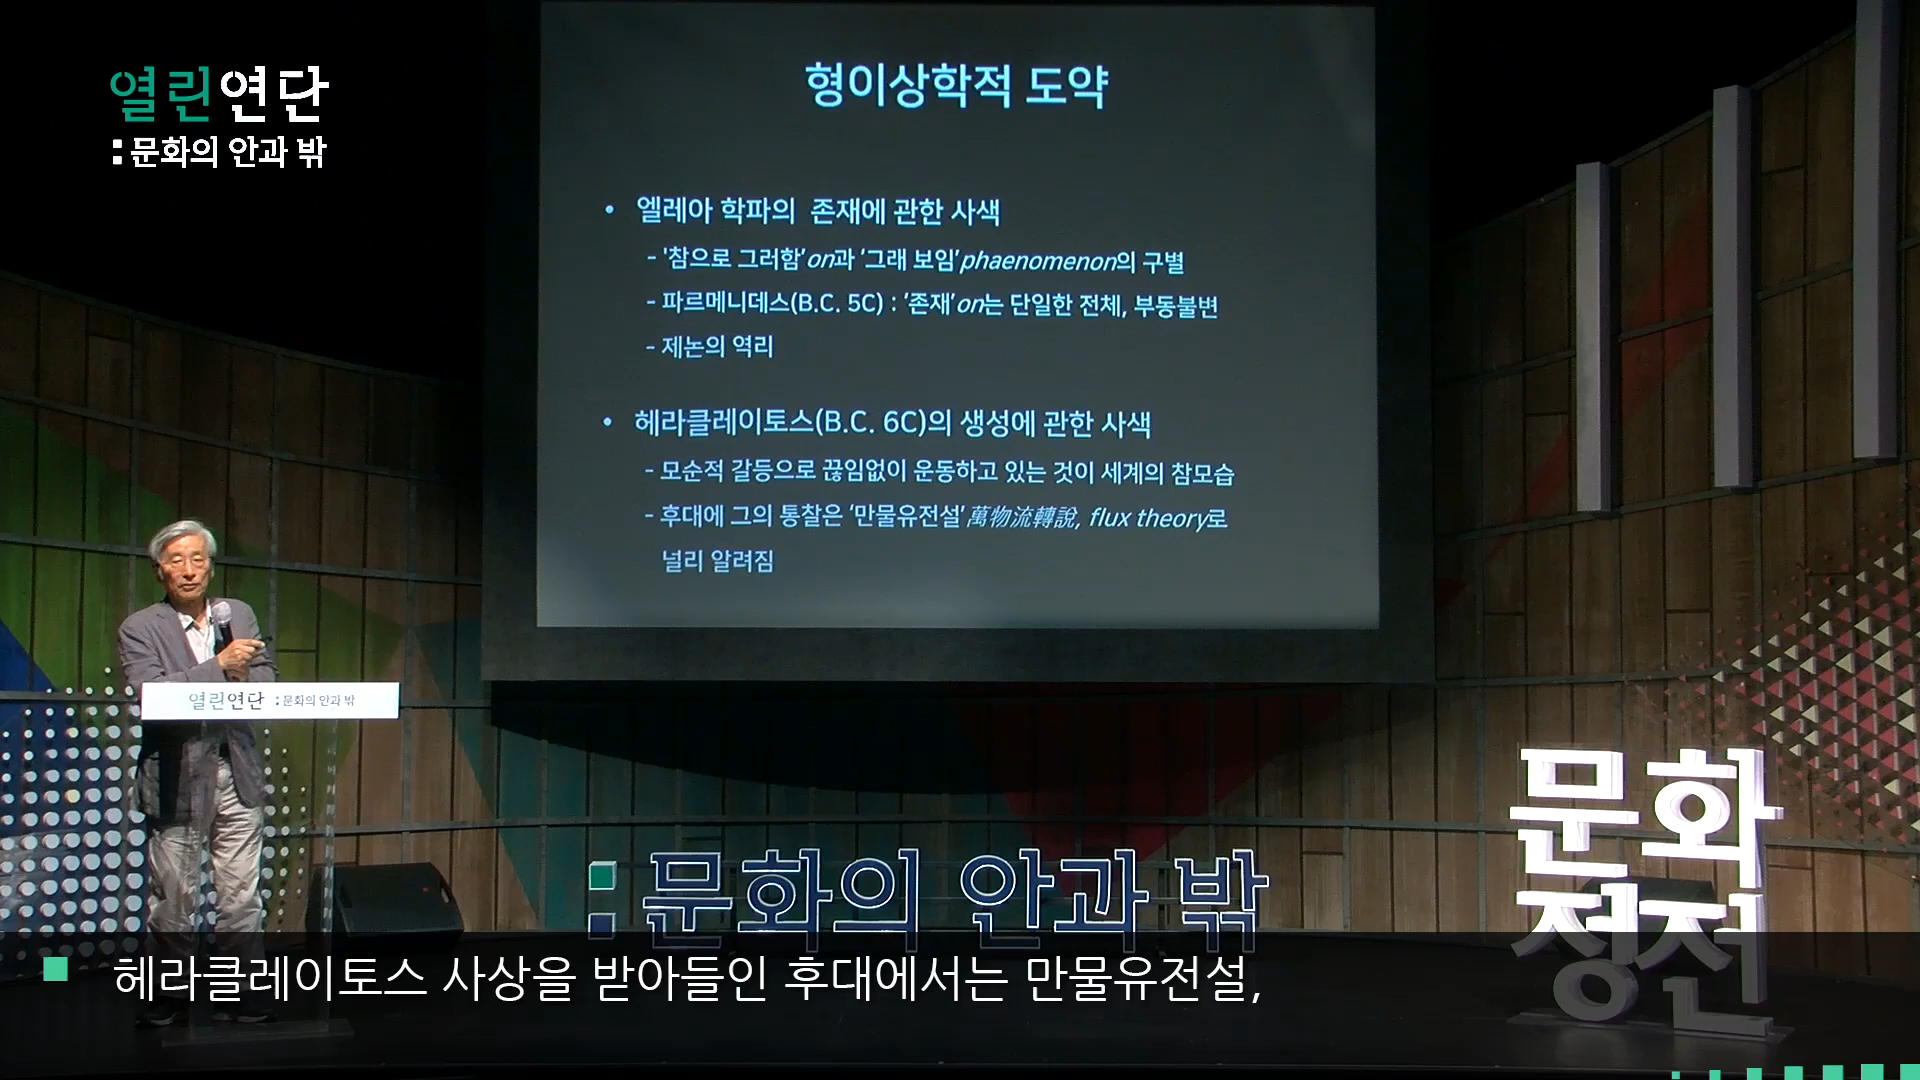 열린연단
:문화의 안과 밖
형이상학적 도약
• 엘레아 학파의 존재에 관한 사색
- '참으로 그러함'on과 '그래 보임'phaenomenon의 구별
- 파르메니데스(B.C. 5C) : '존재'on는 단일한 전체, 부동불변
- 제논의 역리
• 헤라클레이토스(B.C. 6C)의 생성에 관한 사색
- 모순적 갈등으로 끊임없이 운동하고 있는 것이 세계의 참모습
- 후대에 그의 통찰은 '만물유전설'萬物流轉說, flux theory로
널리 알려짐
열린연단 :문화의 안과 밖
:문화의 안과 밖
문화
정전
헤라클레이토스 사상을 받아들인 후대에서는 만물유전설,